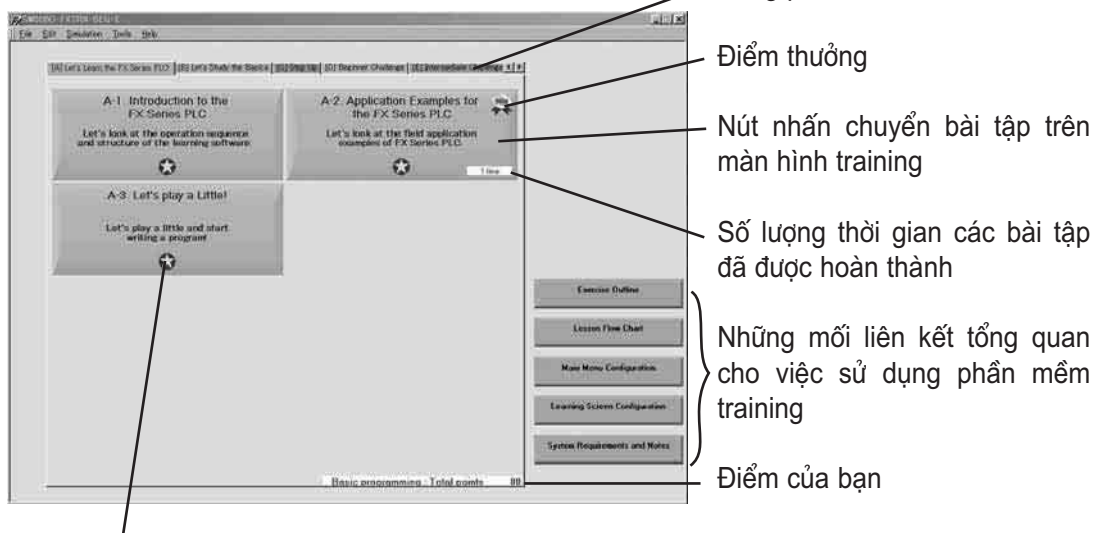 File Edit Simulation Tools Help
[A] Let's Learn the FX Series PLC! [B] Let's Study the Basics [C] Step Up [D] Beginner Challenge [E] Intermediate Challenge
Điểm thưởng
A-1. Introduction to the
FX Series PLC
Let's look at the operation sequence
and structure of the learning software.
A-2. Application Examples for
the FX Series PLC
Let's look at the field application
examples of FX Series PLC.
1 time
Nút nhấn chuyển bài tập trên
màn hình training
A-3. Let's play a Little!
Let's play a little and start
writing a program!
Số lượng thời gian các bài tập
đã được hoàn thành
Exercise Outline
Lesson Flow Chart
Main Menu Configuration
Learning Screen Configuration
System Requirements and Notes
Những mối liên kết tổng quan
cho việc sử dụng phần mềm
training
Basic programming : Total points
Điểm của bạn